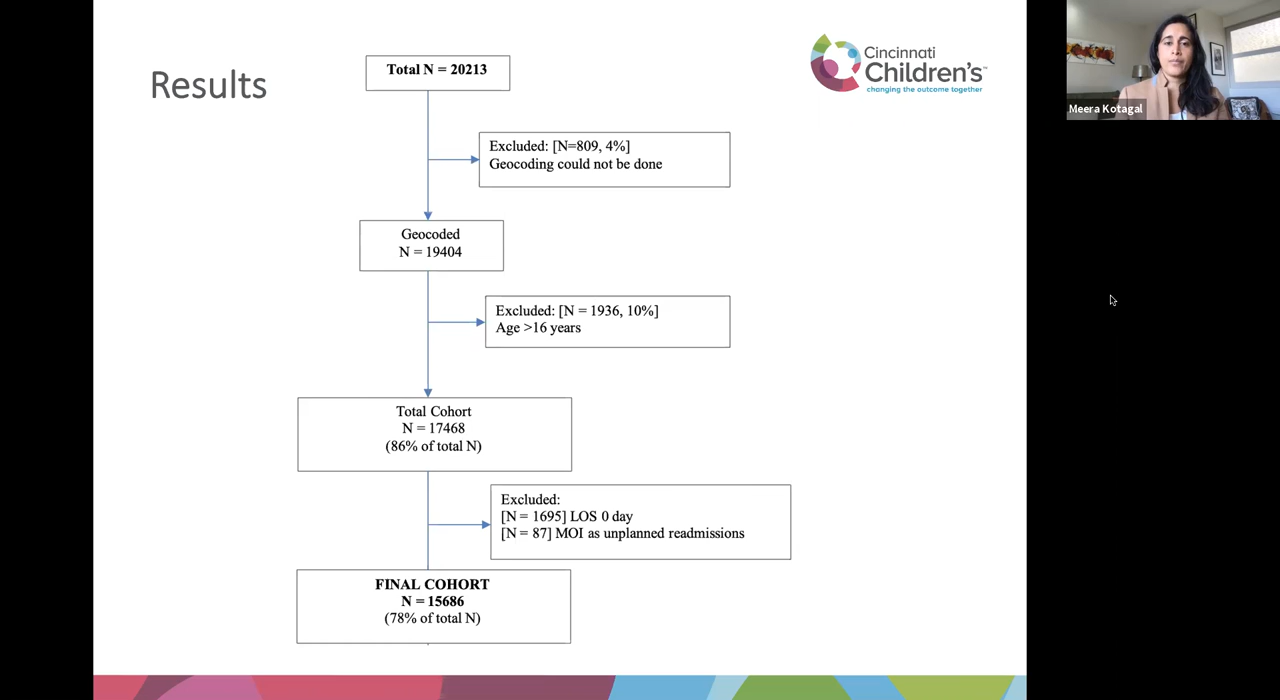 Results
Total N = 20213
Cincinnati
Children's™
changing the outcome together
Meera Kotagal
Excluded: [N=809, 4%]
Geocoding could not be done
Geocoded
N = 19404
Excluded: [N = 1936, 10%]
Age >16 years
Total Cohort
N = 17468
(86% of total N)
Excluded:
[N = 1695] LOS 0 day
[N = 87] MOI as unplanned readmissions
FINAL COHORT
N = 15686
(78% of total N)